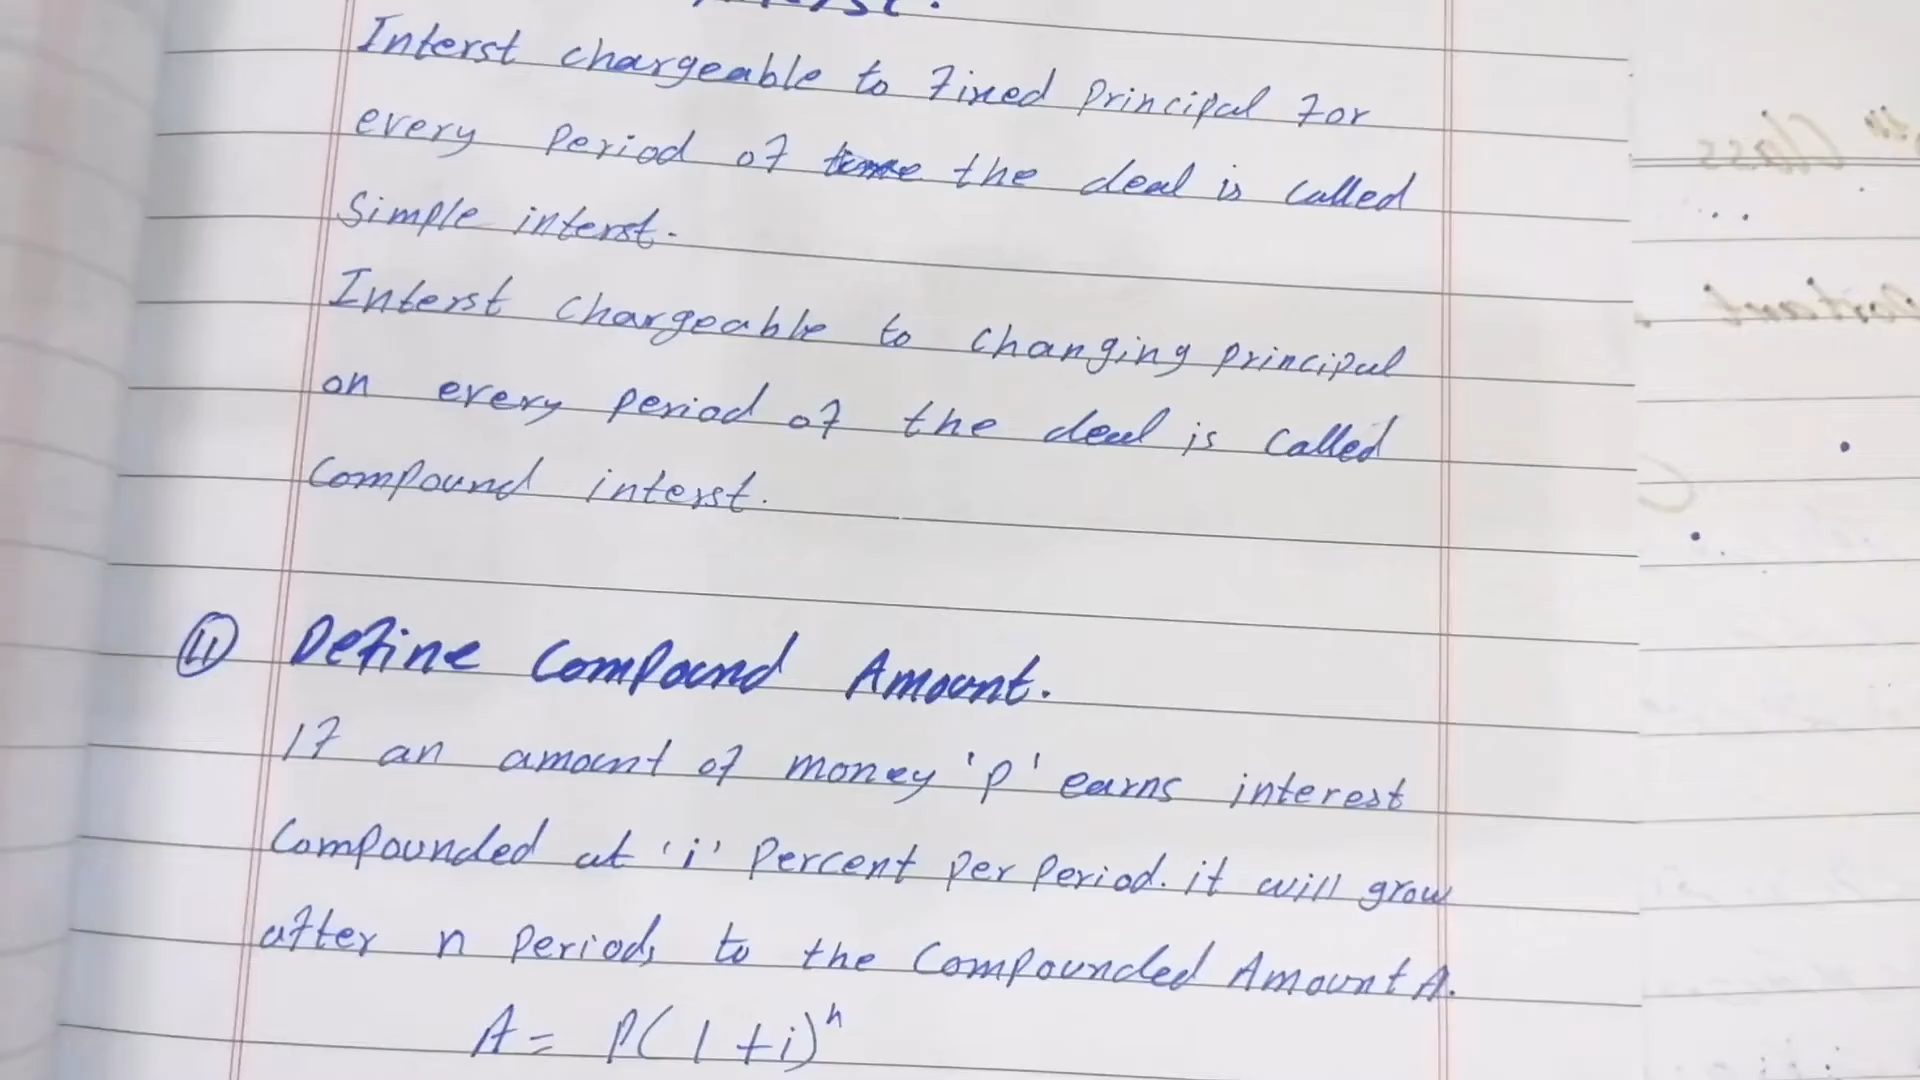 Interst chargeable to Fixed Principal For
every Period of the deal is called
Simple interst.
Interst chargeable to changing principal
on every period of the deal is called
Compound interst.
(11) Define Compound Amount.
If an amount of money 'p' earns interest
Compounded at 'i' Percent per Period. it will grow
after n periods to the Compounded Amount A.
A = P(1+i)^n